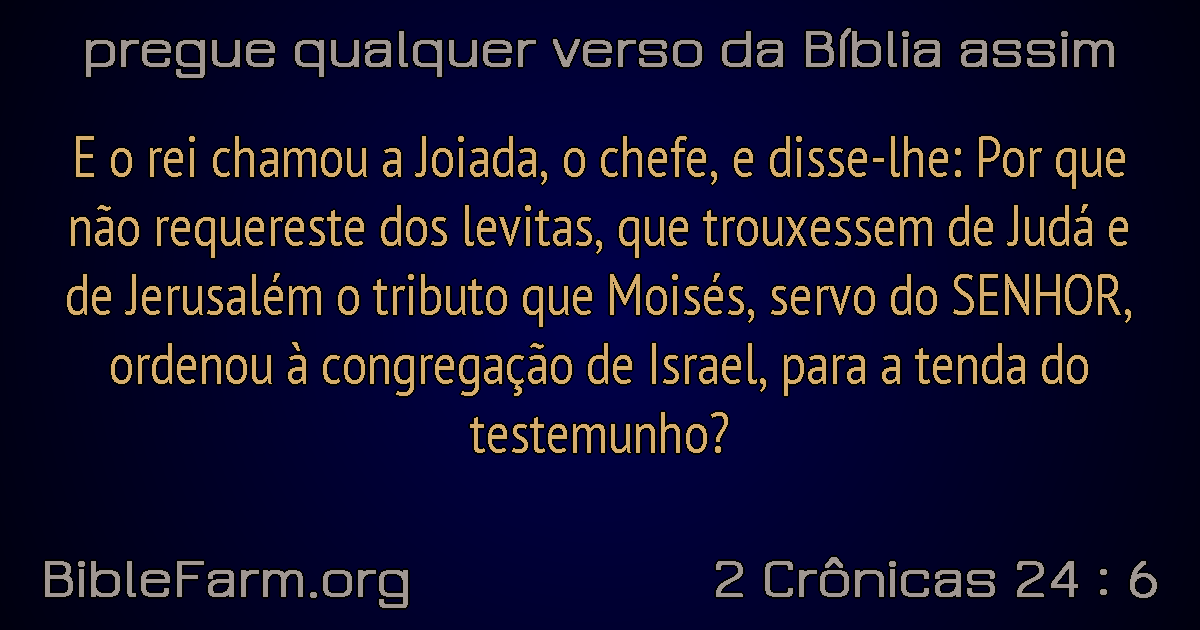 pregue qualquer verso da Bíblia assim
E o rei chamou a Joiada, o chefe, e disse-lhe: Por que
não requereste dos levitas, que trouxessem de Judá e
de Jerusalém o tributo que Moisés, servo do SENHOR,
ordenou à congregação de Israel, para a tenda do
testemunho?
BibleFarm.org
2 Crônicas 24 : 6